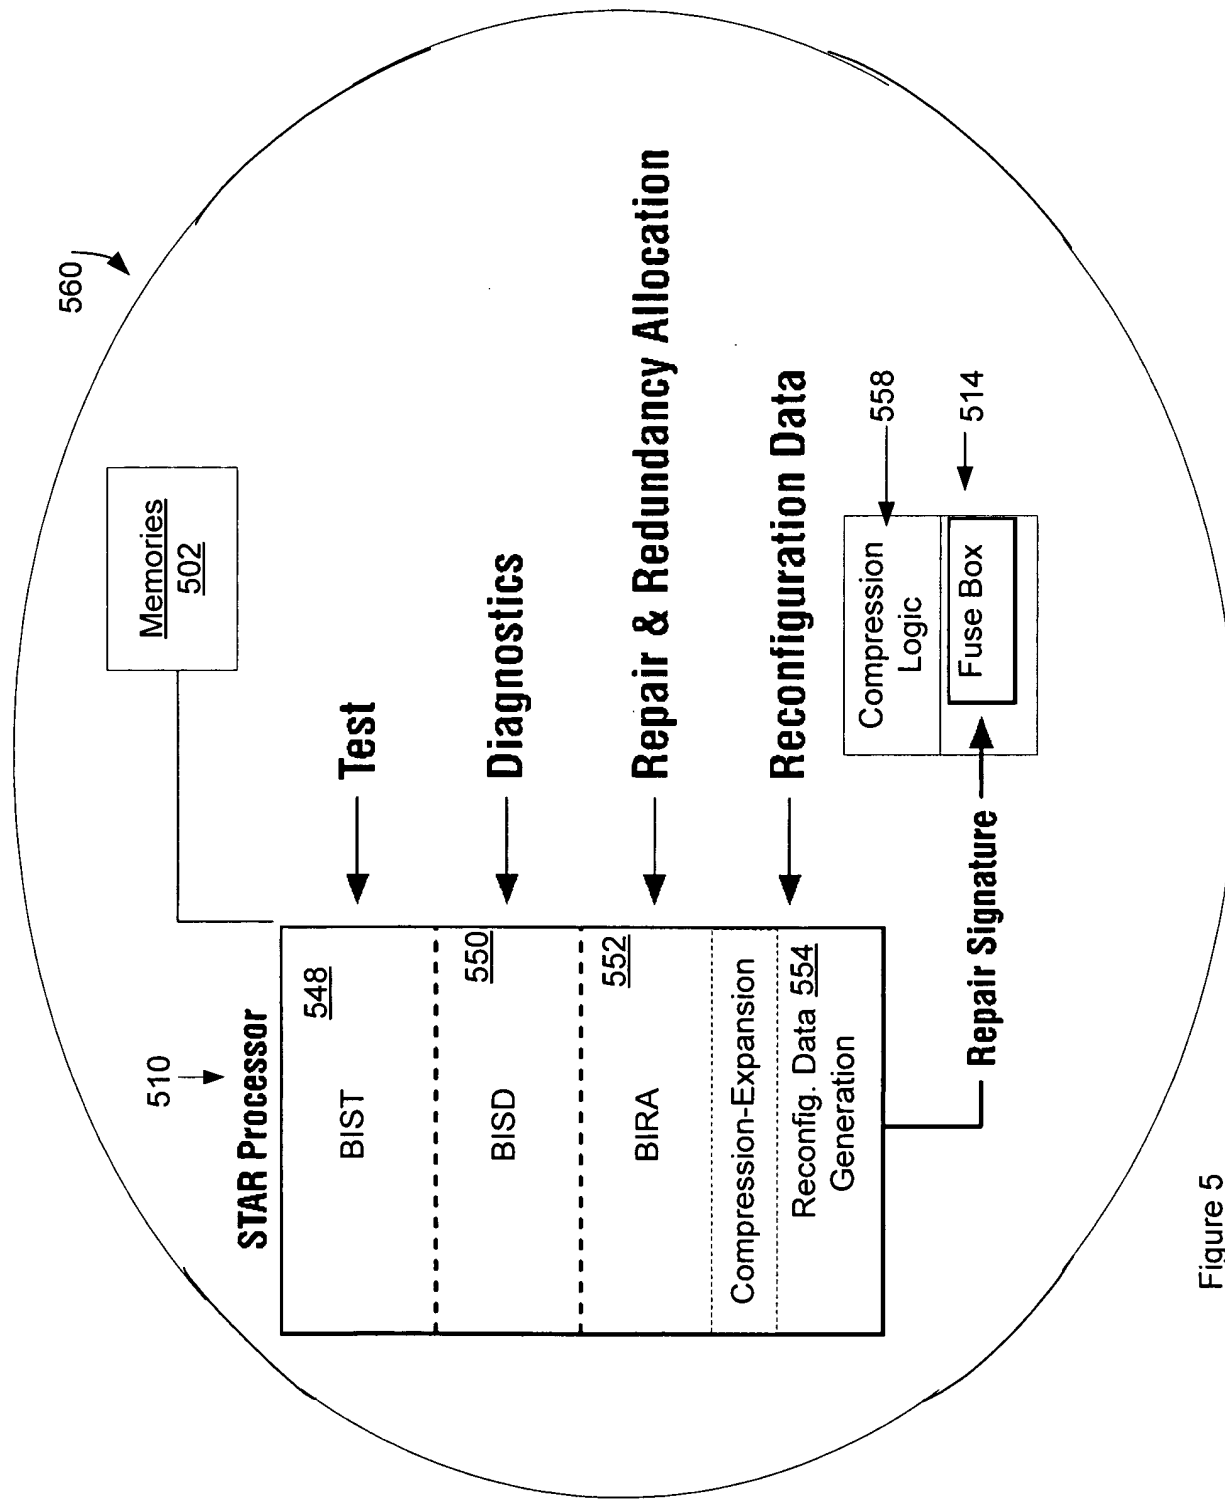 560
Memories
502
510
STAR Processor
BIST
548
Test
BISD
550
Diagnostics
BIRA
552
Repair & Redundancy Allocation
Compression-Expansion
Reconfig. Data 554
Generation
Reconfiguration Data
Compression
Logic
558
Fuse Box
514
Repair Signature
Figure 5